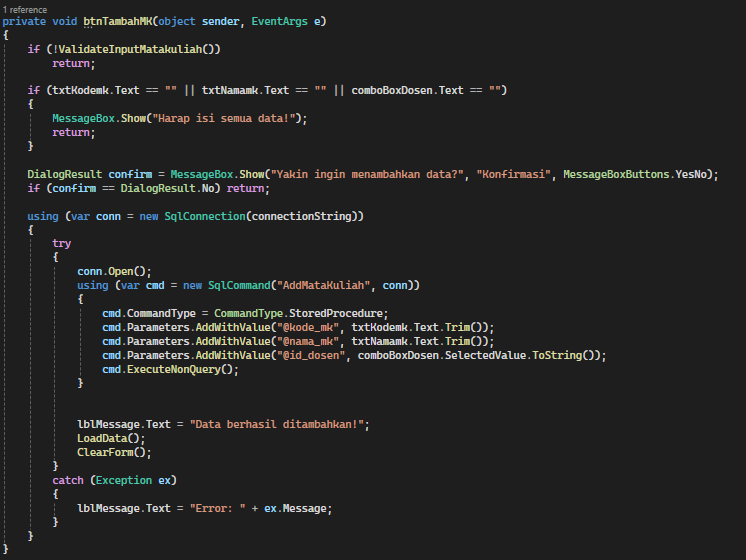 1 reference
private void btnTambahMK(object sender, EventArgs e)
{
    if (!ValidateInputMatakuliah())
        return;

    if (txtKodemk.Text == "" || txtNamamk.Text == "" || comboBoxDosen.Text == "")
    {
        MessageBox.Show("Harap isi semua data!");
        return;
    }

    DialogResult confirm = MessageBox.Show("Yakin ingin menambahkan data?", "Konfirmasi", MessageBoxButtons.YesNo);
    if (confirm == DialogResult.No) return;

    using (var conn = new SqlConnection(connectionString))
    {
        try
        {
            conn.Open();
            using (var cmd = new SqlCommand("AddMataKuliah", conn))
            {
                cmd.CommandType = CommandType.StoredProcedure;
                cmd.Parameters.AddWithValue("@kode_mk", txtKodemk.Text.Trim());
                cmd.Parameters.AddWithValue("@nama_mk", txtNamamk.Text.Trim());
                cmd.Parameters.AddWithValue("@id_dosen", comboBoxDosen.SelectedValue.ToString());
                cmd.ExecuteNonQuery();
            }


            lblMessage.Text = "Data berhasil ditambahkan!";
            LoadData();
            ClearForm();
        }
        catch (Exception ex)
        {
            lblMessage.Text = "Error: " + ex.Message;
        }
    }
}